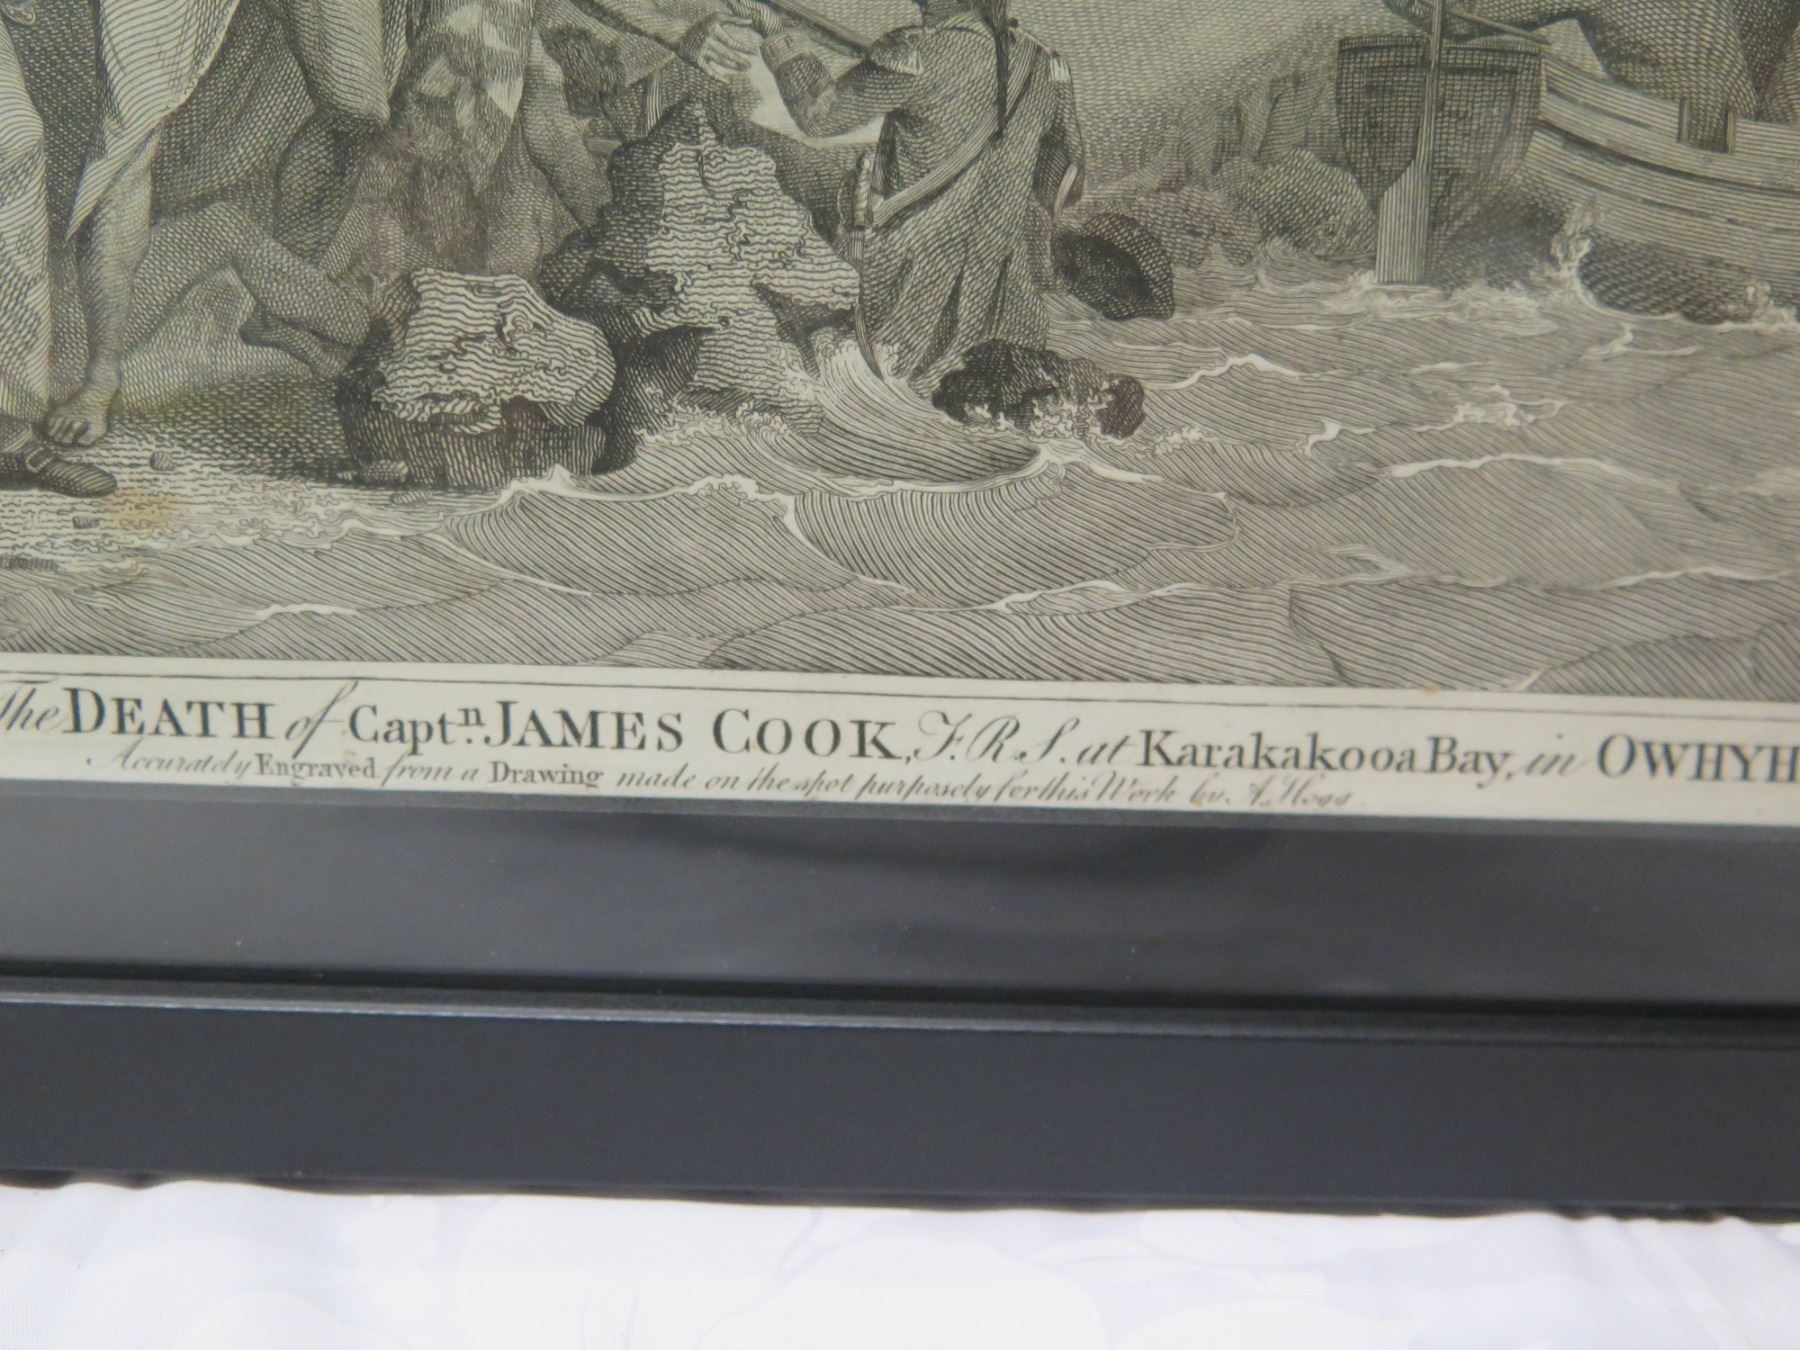 The DEATH of Captn. JAMES COOK, F.R.S. at Karakakooa Bay, in OWHYH
Accurately Engraved from a Drawing made on the spot purposely for this Work by A. Hogg.